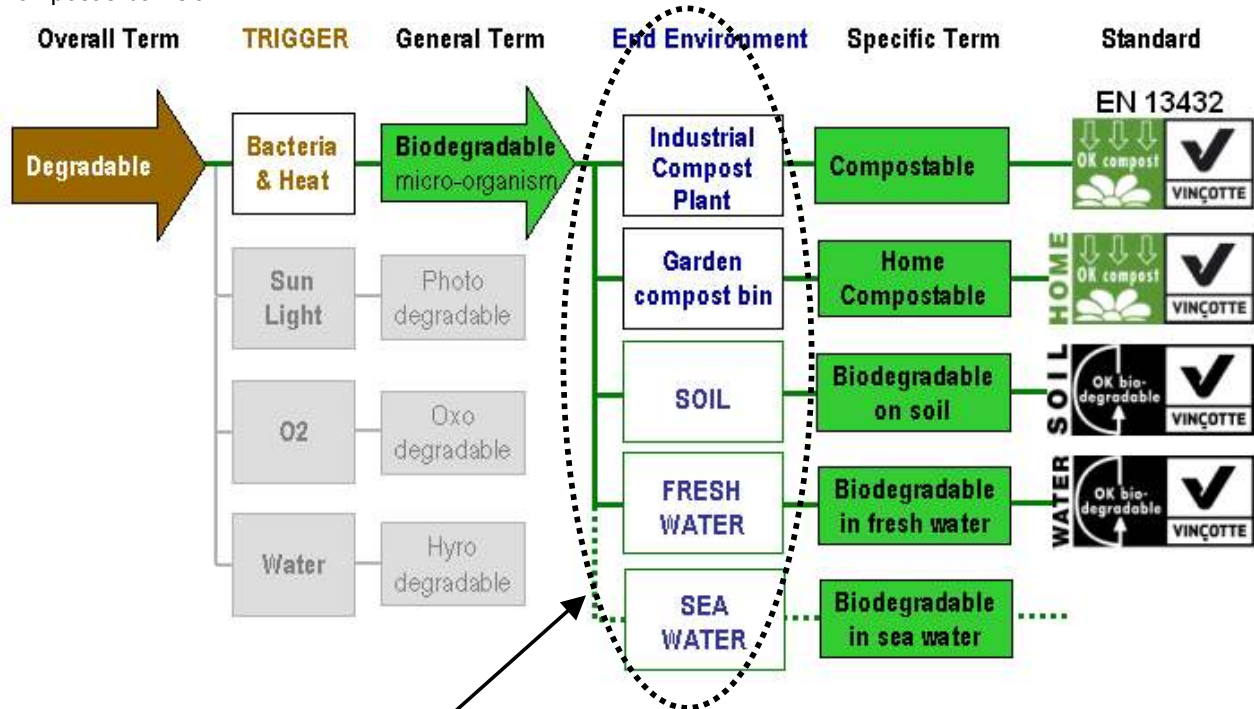 Overall Term
TRIGGER
General Term
End Environment
Specific Term
Standard
EN 13432
Degradable
Bacteria
& Heat
Biodegradable
micro-organism
Industrial
Compost
Plant
Compostable
OK compost
VINÇOTTE
Sun
Light
Photo
degradable
Garden
compost bin
Home
Compostable
HOME
OK compost
VINÇOTTE
O2
Oxo
degradable
SOIL
Biodegradable
on soil
SOIL
OK bio-
degradable
VINÇOTTE
Water
Hyro
degradable
FRESH
WATER
Biodegradable
in fresh water
WATER
OK bio-
degradable
VINÇOTTE
SEA
WATER
Biodegradable
in sea water